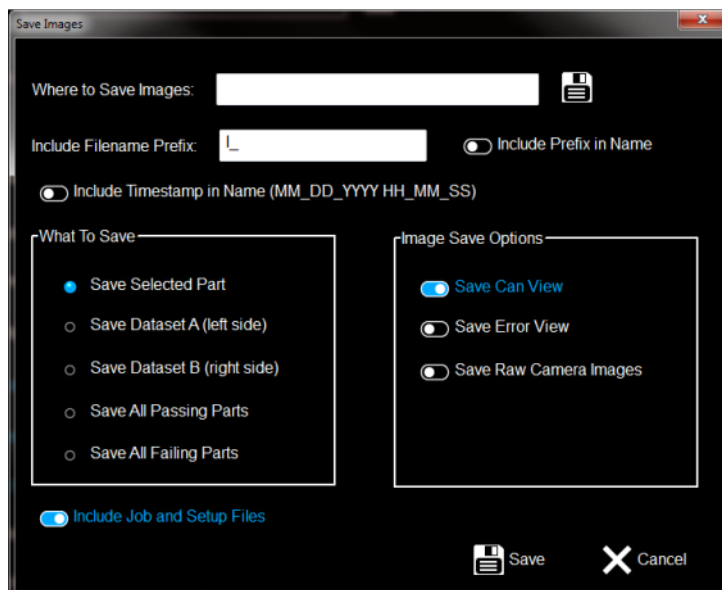 Save Images
Where to Save Images:
Include Filename Prefix: I_ Include Prefix in Name
Include Timestamp in Name (MM_DD_YYYY HH_MM_SS)
What To Save
Save Selected Part
Save Dataset A (left side)
Save Dataset B (right side)
Save All Passing Parts
Save All Failing Parts
Image Save Options
Save Can View
Save Error View
Save Raw Camera Images
Include Job and Setup Files
Save Cancel